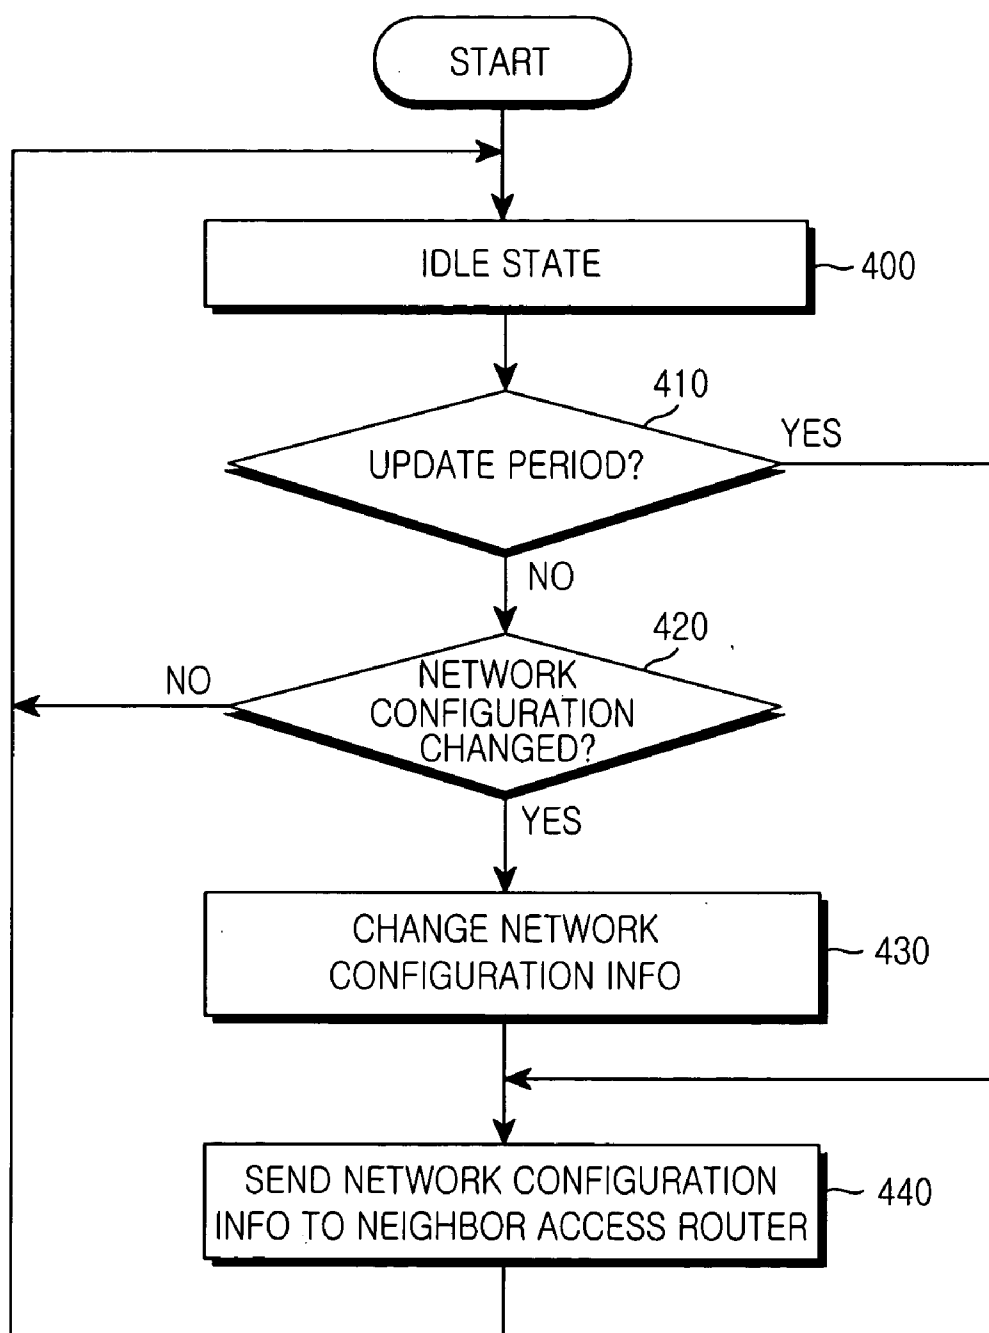 START
IDLE STATE
400
410
YES
UPDATE PERIOD?
NO
420
NO
NETWORK
CONFIGURATION
CHANGED?
YES
CHANGE NETWORK
CONFIGURATION INFO
430
SEND NETWORK CONFIGURATION
INFO TO NEIGHBOR ACCESS ROUTER
440